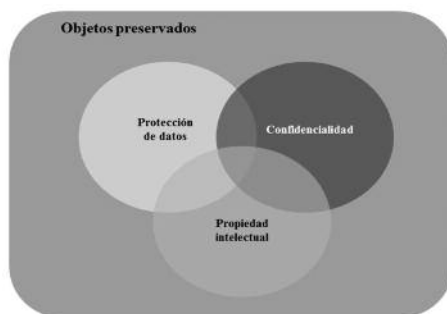 Objetos preservados
Protección
de datos
Confidencialidad
Propiedad
intelectual